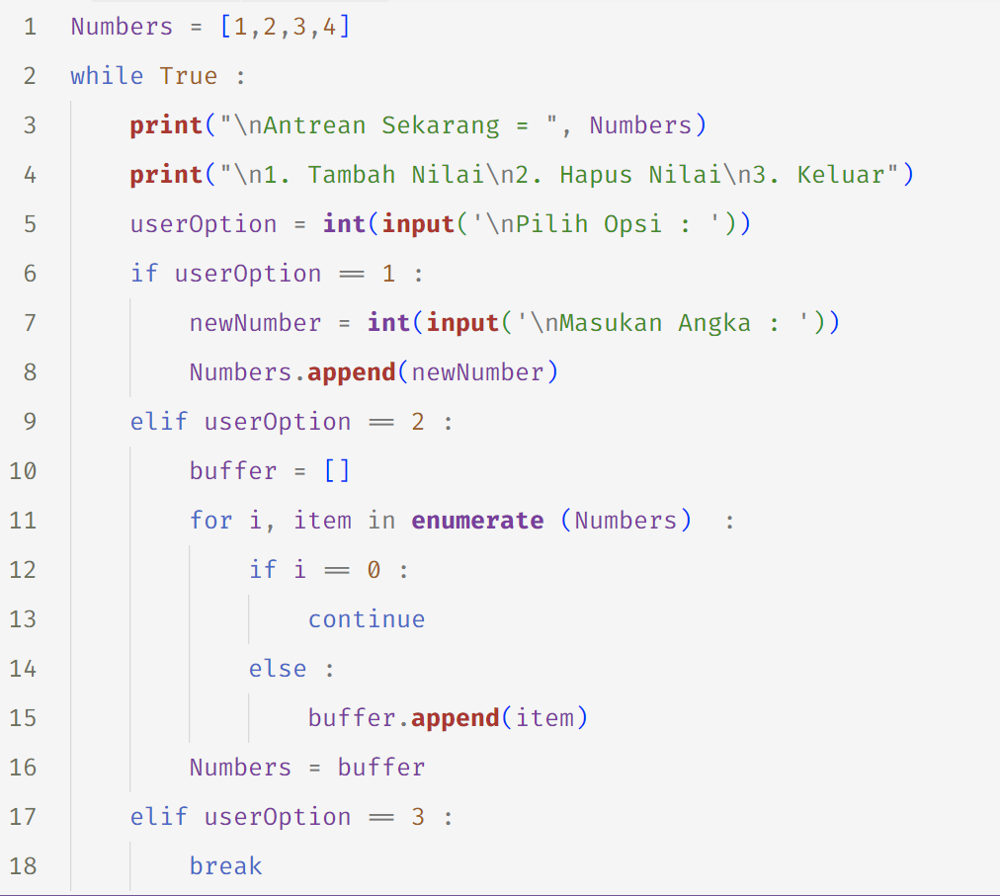 1 Numbers = [1,2,3,4]
2 while True :
3     print("\nAntrean Sekarang = ", Numbers)
4     print("\n1. Tambah Nilai\n2. Hapus Nilai\n3. Keluar")
5     userOption = int(input('\nPilih Opsi : '))
6     if userOption == 1 :
7         newNumber = int(input('\nMasukan Angka : '))
8         Numbers.append(newNumber)
9     elif userOption == 2 :
10         buffer = []
11         for i, item in enumerate (Numbers)  :
12             if i == 0 :
13                 continue
14             else :
15                 buffer.append(item)
16         Numbers = buffer
17     elif userOption == 3 :
18         break